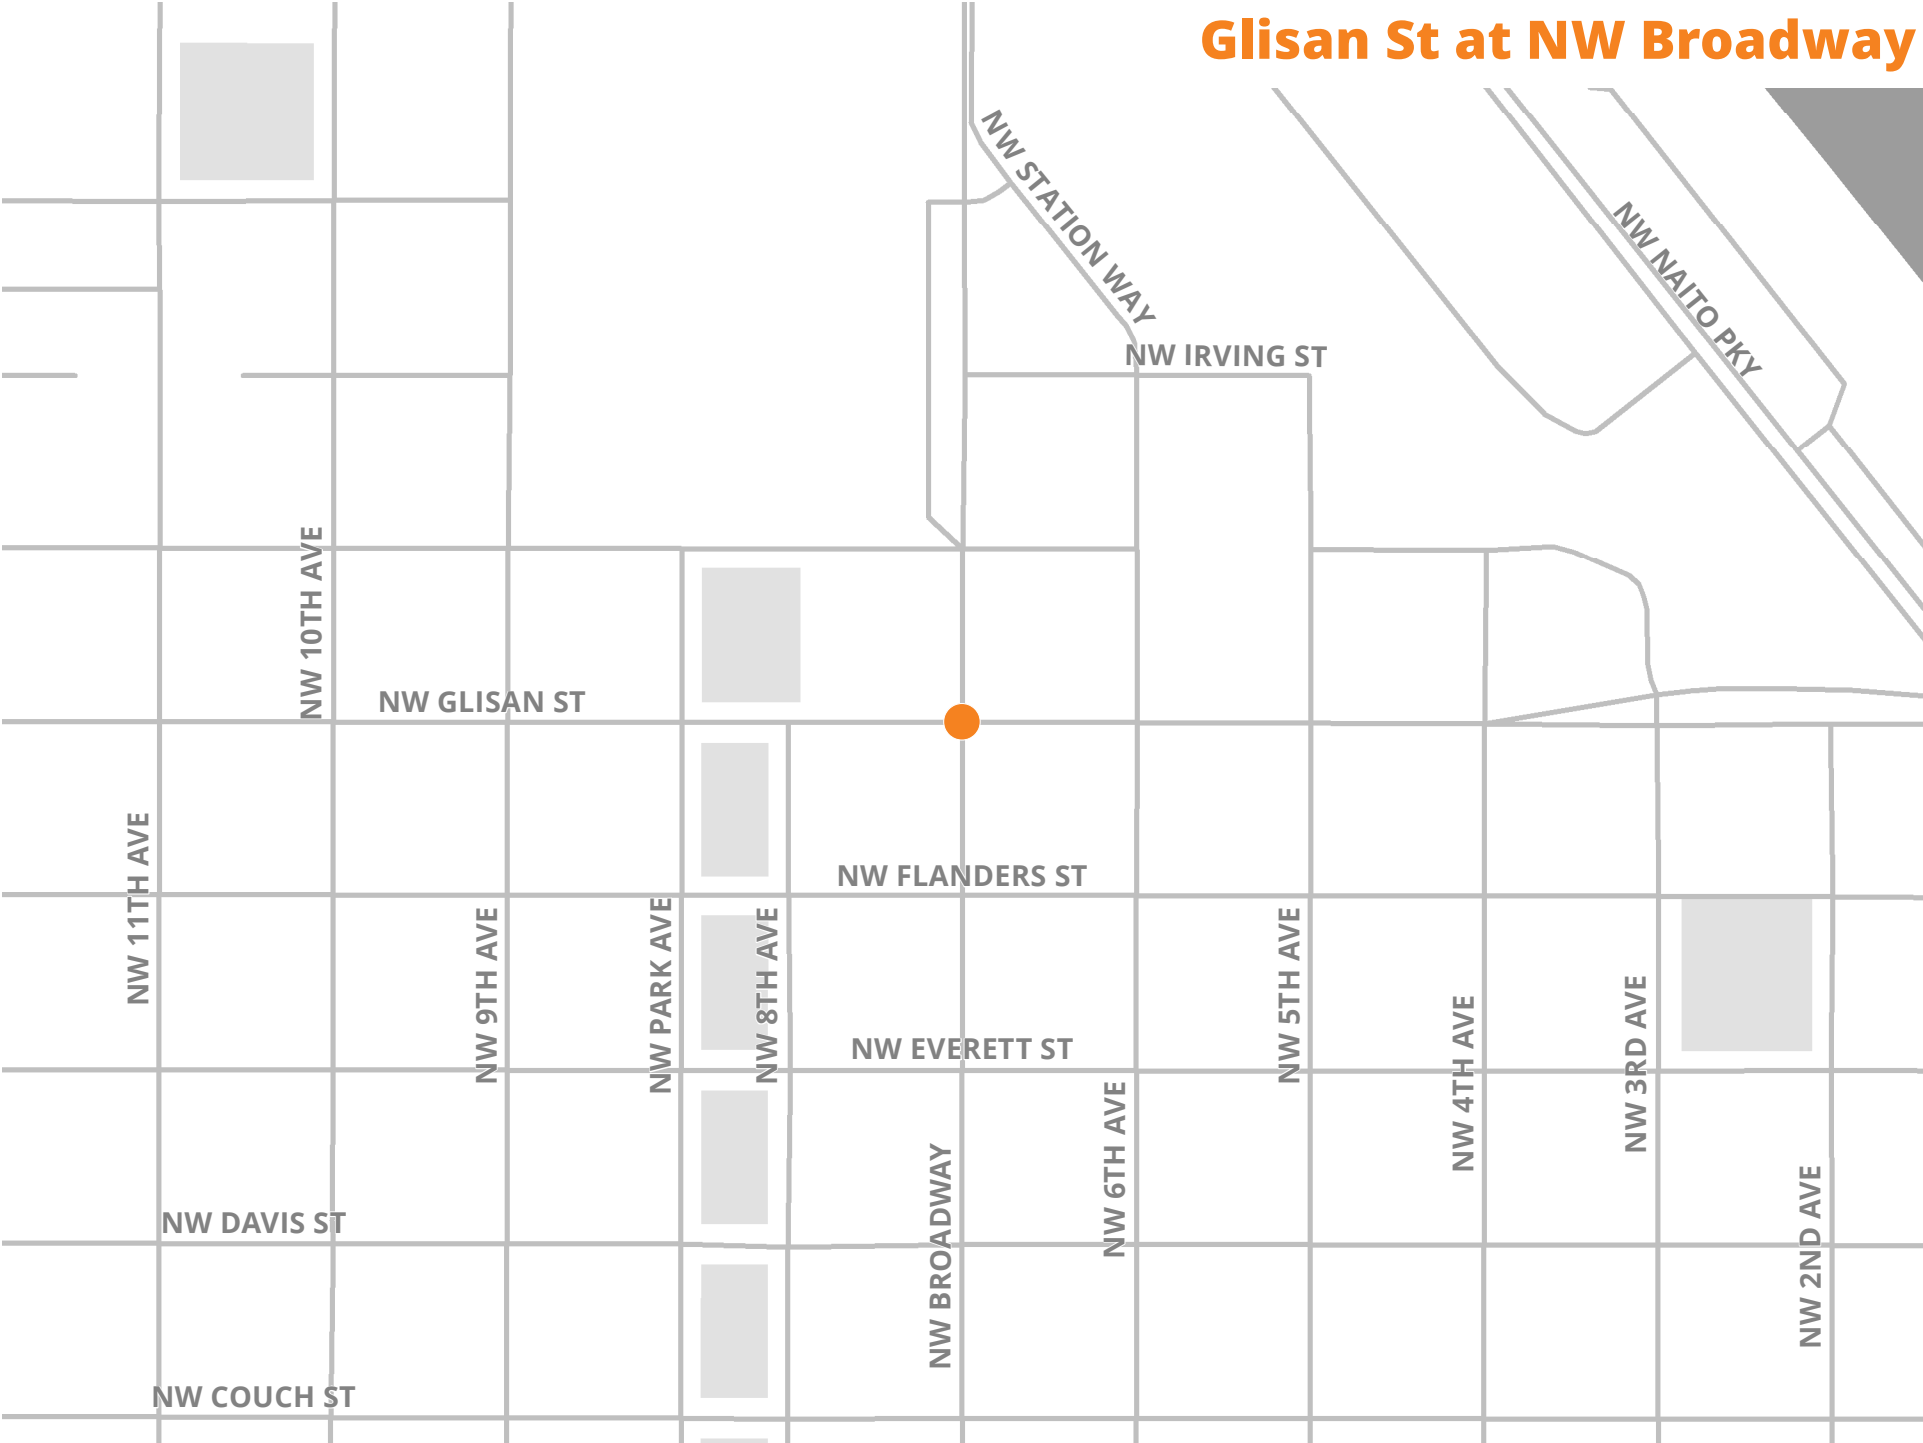 Glisan St at NW Broadway
NW STATION WAY
NW NAITO PKY
NW IRVING ST
NW 10TH AVE
NW GLISAN ST
NW 11TH AVE
NW FLANDERS ST
NW 9TH AVE
NW PARK AVE
NW 8TH AVE
NW 5TH AVE
NW 4TH AVE
NW 3RD AVE
NW EVERETT ST
NW 6TH AVE
NW BROADWAY
NW 2ND AVE
NW DAVIS ST
NW COUCH ST